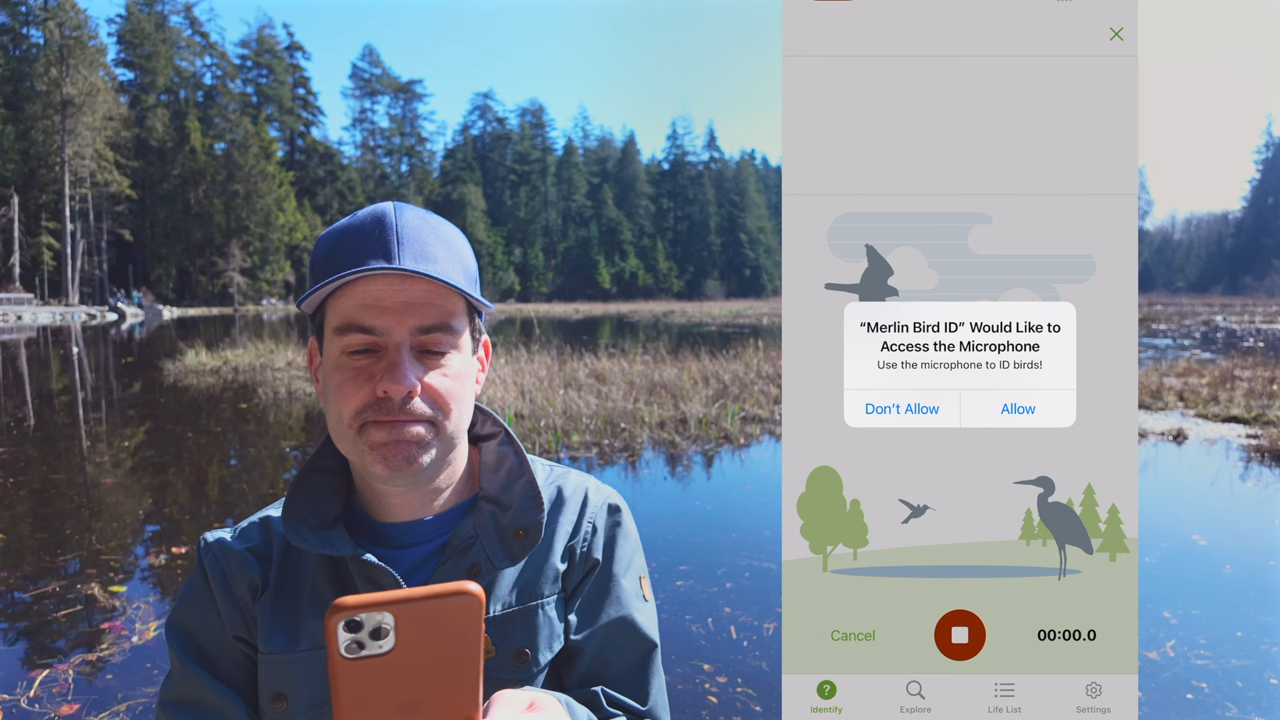 “Merlin Bird ID” Would Like to
Access the Microphone
Use the microphone to ID birds!
Don’t Allow
Allow
Cancel
00:00.0
Identify
Explore
Life List
Settings